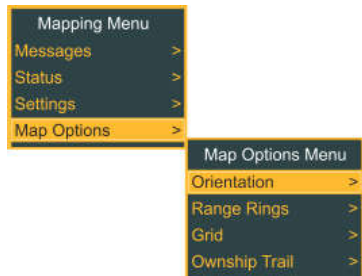 Mapping Menu
Messages >
Status >
Settings >
Map Options >
Map Options Menu
Orientation >
Range Rings >
Grid >
Ownship Trail >